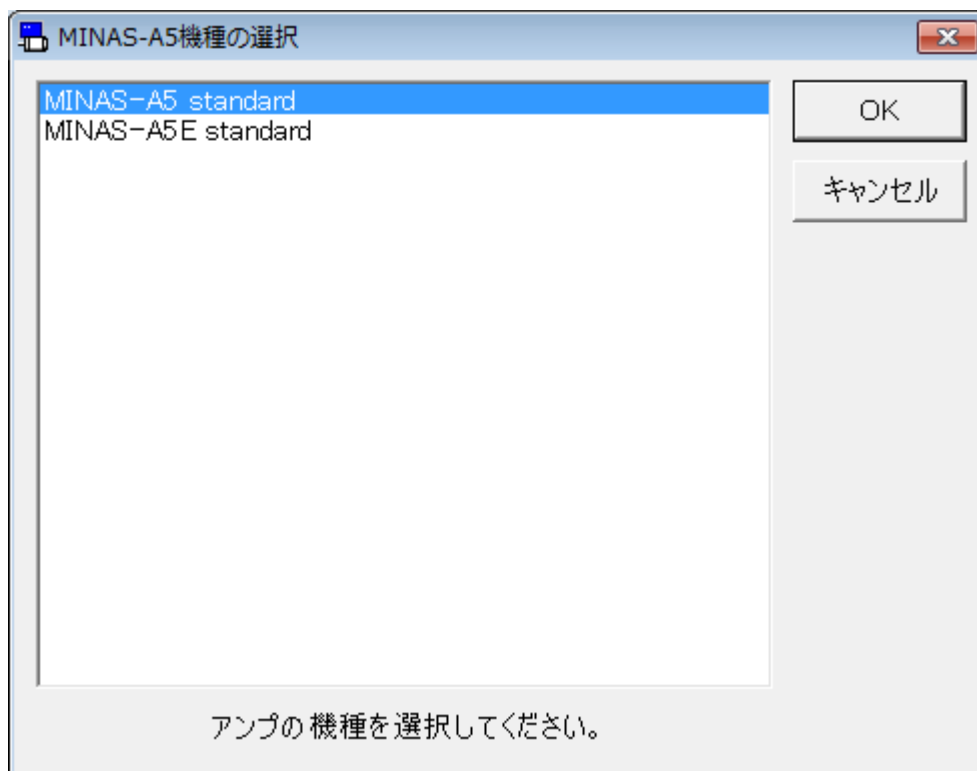 MINAS-A5機種の選択
MINAS-A5 standard
MINAS-A5E standard
OK
キャンセル
アンプの機種を選択してください。